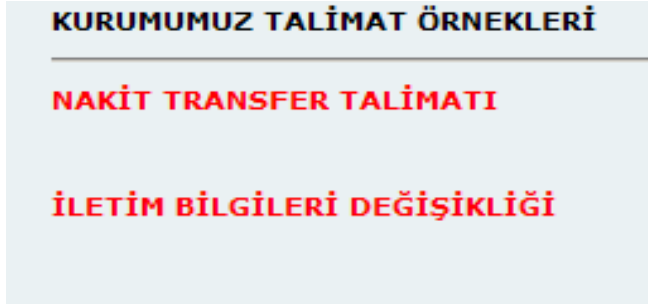 KURUMUMUZ TALİMAT ÖRNEKLERİ
NAKİT TRANSFER TALİMATI
İLETİM BİLGİLERİ DEĞİŞİKLİĞİ